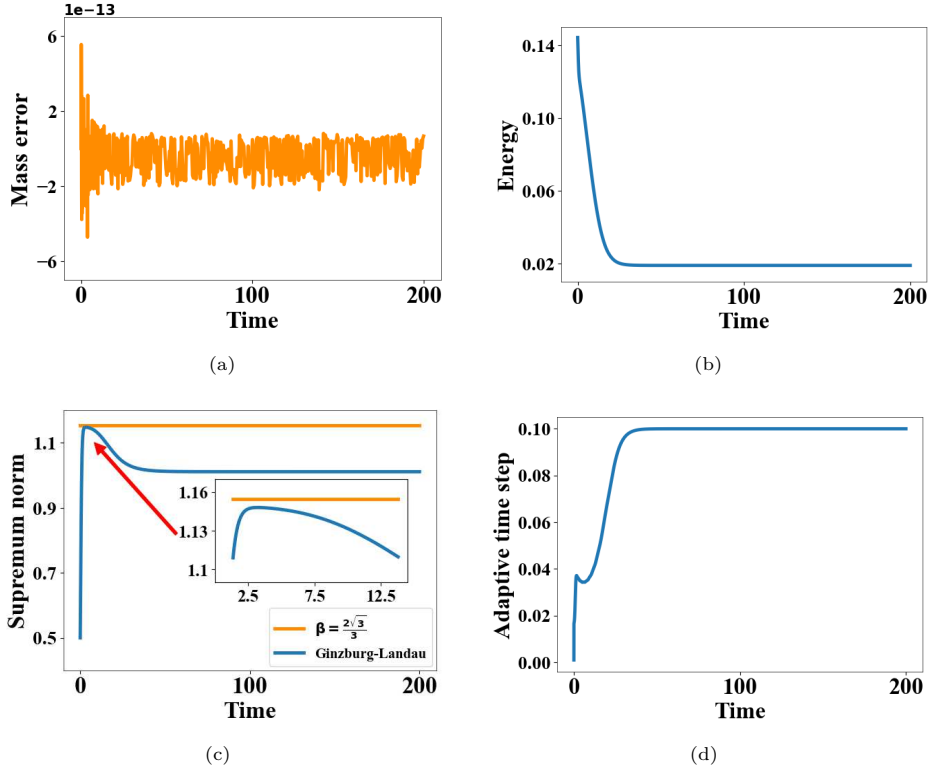 1e−13
6
2
−2
−6
Mass error
0
100
200
Time
(a)
0.14
0.10
0.06
0.02
Energy
0
100
200
Time
(b)
1.1
0.9
0.7
0.5
Supremum norm
1.16
1.13
1.1
2.5
7.5
12.5
β = 2√3/3
Ginzburg-Landau
0
100
200
Time
(c)
0.10
0.08
0.06
0.04
0.02
0.00
Adaptive time step
0
100
200
Time
(d)